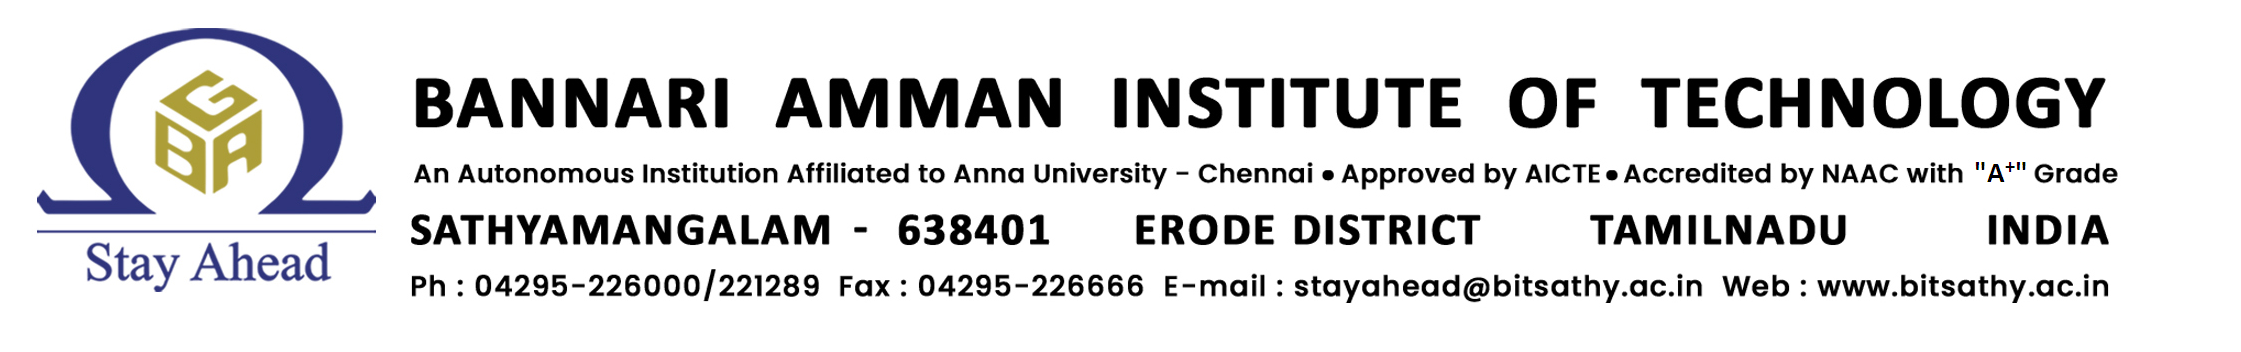 GBA
Stay Ahead
BANNARI AMMAN INSTITUTE OF TECHNOLOGY
An Autonomous Institution Affiliated to Anna University - Chennai • Approved by AICTE • Accredited by NAAC with "A+" Grade
SATHYAMANGALAM - 638401 ERODE DISTRICT TAMILNADU INDIA
Ph : 04295-226000/221289 Fax : 04295-226666 E-mail : stayahead@bitsathy.ac.in Web : www.bitsathy.ac.in